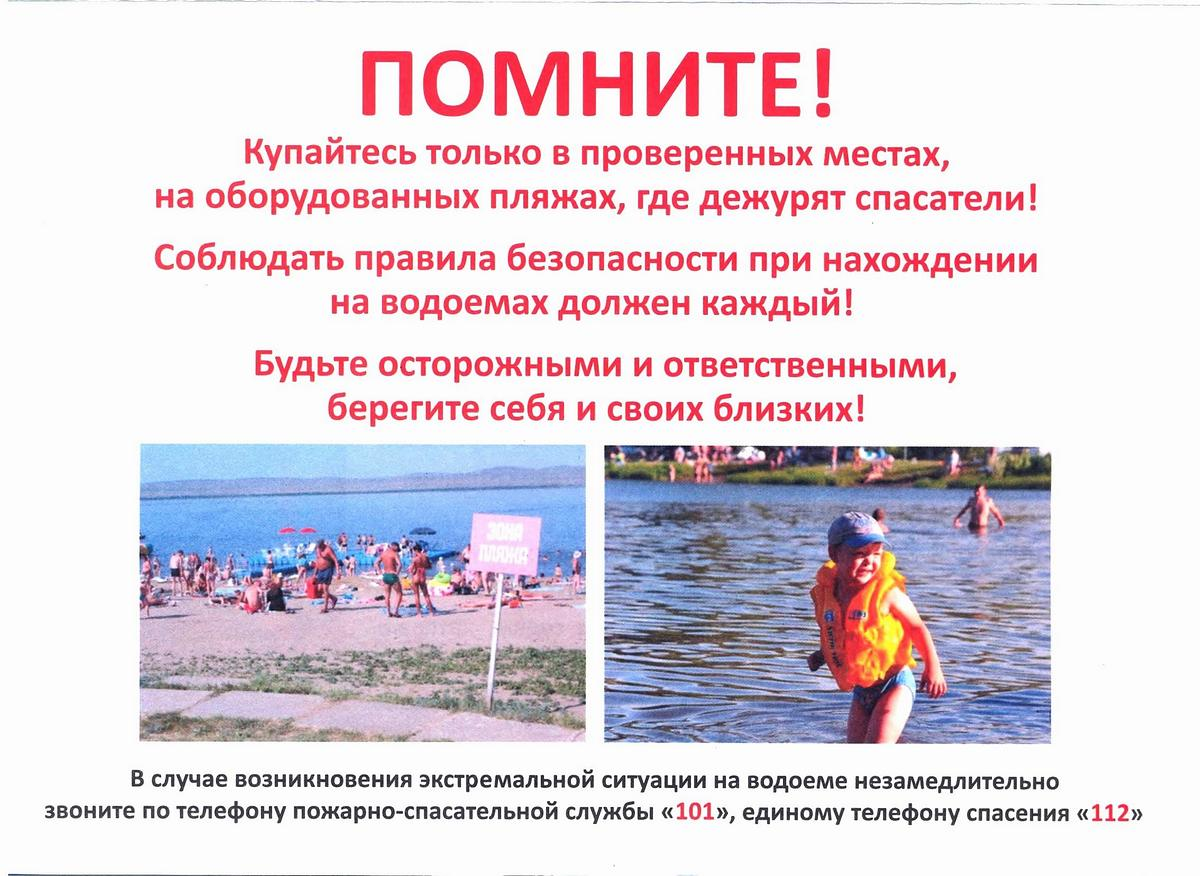 ПОМНИТЕ!
Купайтесь только в проверенных местах,
на оборудованных пляжах, где дежурят спасатели!
Соблюдать правила безопасности при нахождении
на водоемах должен каждый!
Будьте осторожными и ответственными,
берегите себя и своих близких!
ЗОНА
ПЛЯЖА
В случае возникновения экстремальной ситуации на водоеме незамедлительно
звоните по телефону пожарно-спасательной службы «101», единому телефону спасения «112»